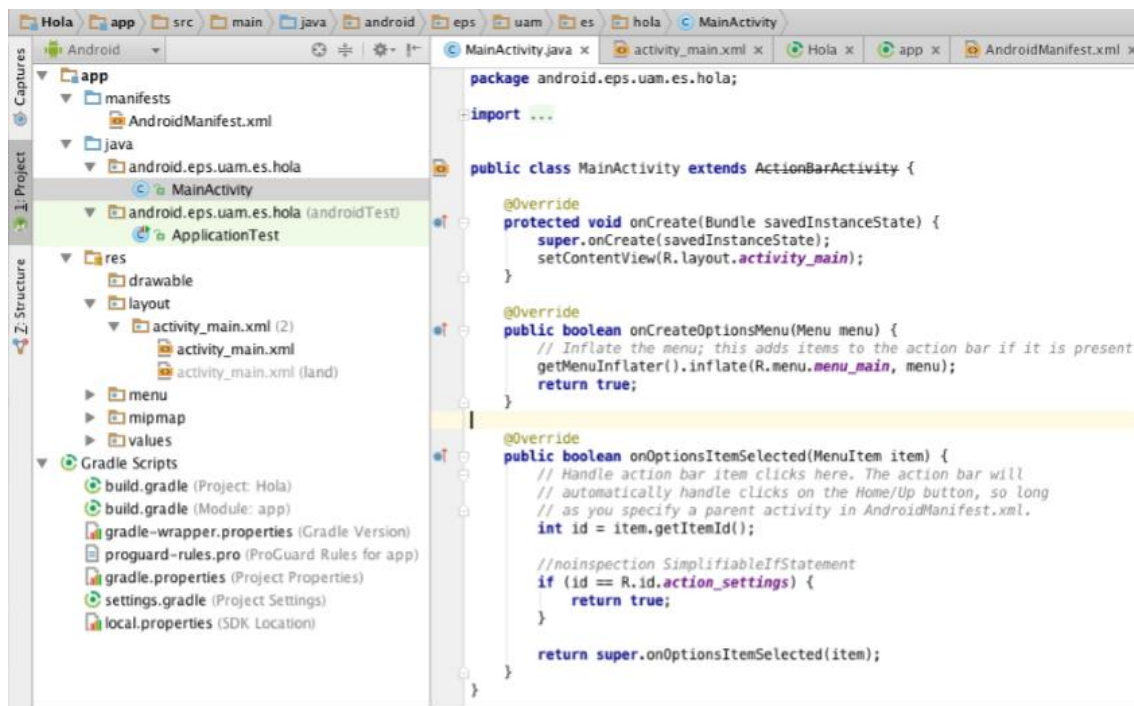 Hola app src main java android eps uam es hola MainActivity
Captures
1: Project
Z: Structure
Android
app
manifests
AndroidManifest.xml
java
android.eps.uam.es.hola
MainActivity
android.eps.uam.es.hola (androidTest)
ApplicationTest
res
drawable
layout
activity_main.xml (2)
activity_main.xml
activity_main.xml (land)
menu
mipmap
values
Gradle Scripts
build.gradle (Project: Hola)
build.gradle (Module: app)
gradle-wrapper.properties (Gradle Version)
proguard-rules.pro (ProGuard Rules for app)
gradle.properties (Project Properties)
settings.gradle (Project Settings)
local.properties (SDK Location)
MainActivity.java activity_main.xml Hola app AndroidManifest.xml
package android.eps.uam.es.hola;
import ...
public class MainActivity extends ActionBarActivity {
@Override
protected void onCreate(Bundle savedInstanceState) {
super.onCreate(savedInstanceState);
setContentView(R.layout.activity_main);
}
@Override
public boolean onCreateOptionsMenu(Menu menu) {
// Inflate the menu; this adds items to the action bar if it is present
getMenuInflater().inflate(R.menu.menu_main, menu);
return true;
}
@Override
public boolean onOptionsItemSelected(MenuItem item) {
// Handle action bar item clicks here. The action bar will
// automatically handle clicks on the Home/Up button, so long
// as you specify a parent activity in AndroidManifest.xml.
int id = item.getItemId();
//noinspection SimplifiableIfStatement
if (id == R.id.action_settings) {
return true;
}
return super.onOptionsItemSelected(item);
}
}